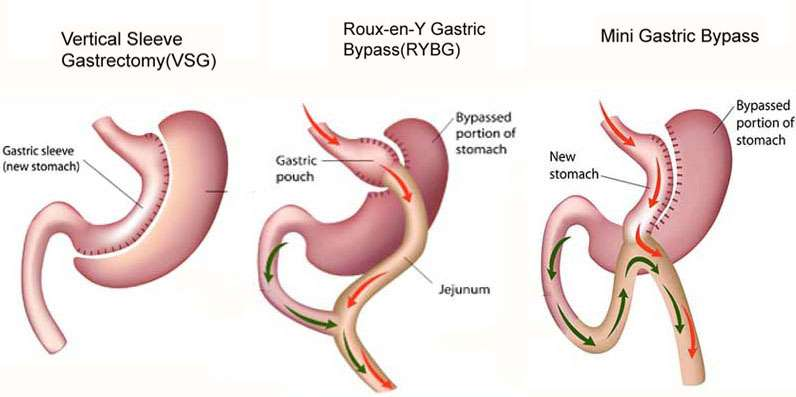 Vertical Sleeve
Gastrectomy(VSG)
Roux-en-Y Gastric
Bypass(RYBG)
Mini Gastric Bypass
Gastric sleeve
(new stomach)
Gastric
pouch
Bypassed
portion of
stomach
Jejunum
New
stomach
Bypassed
portion of
stomach